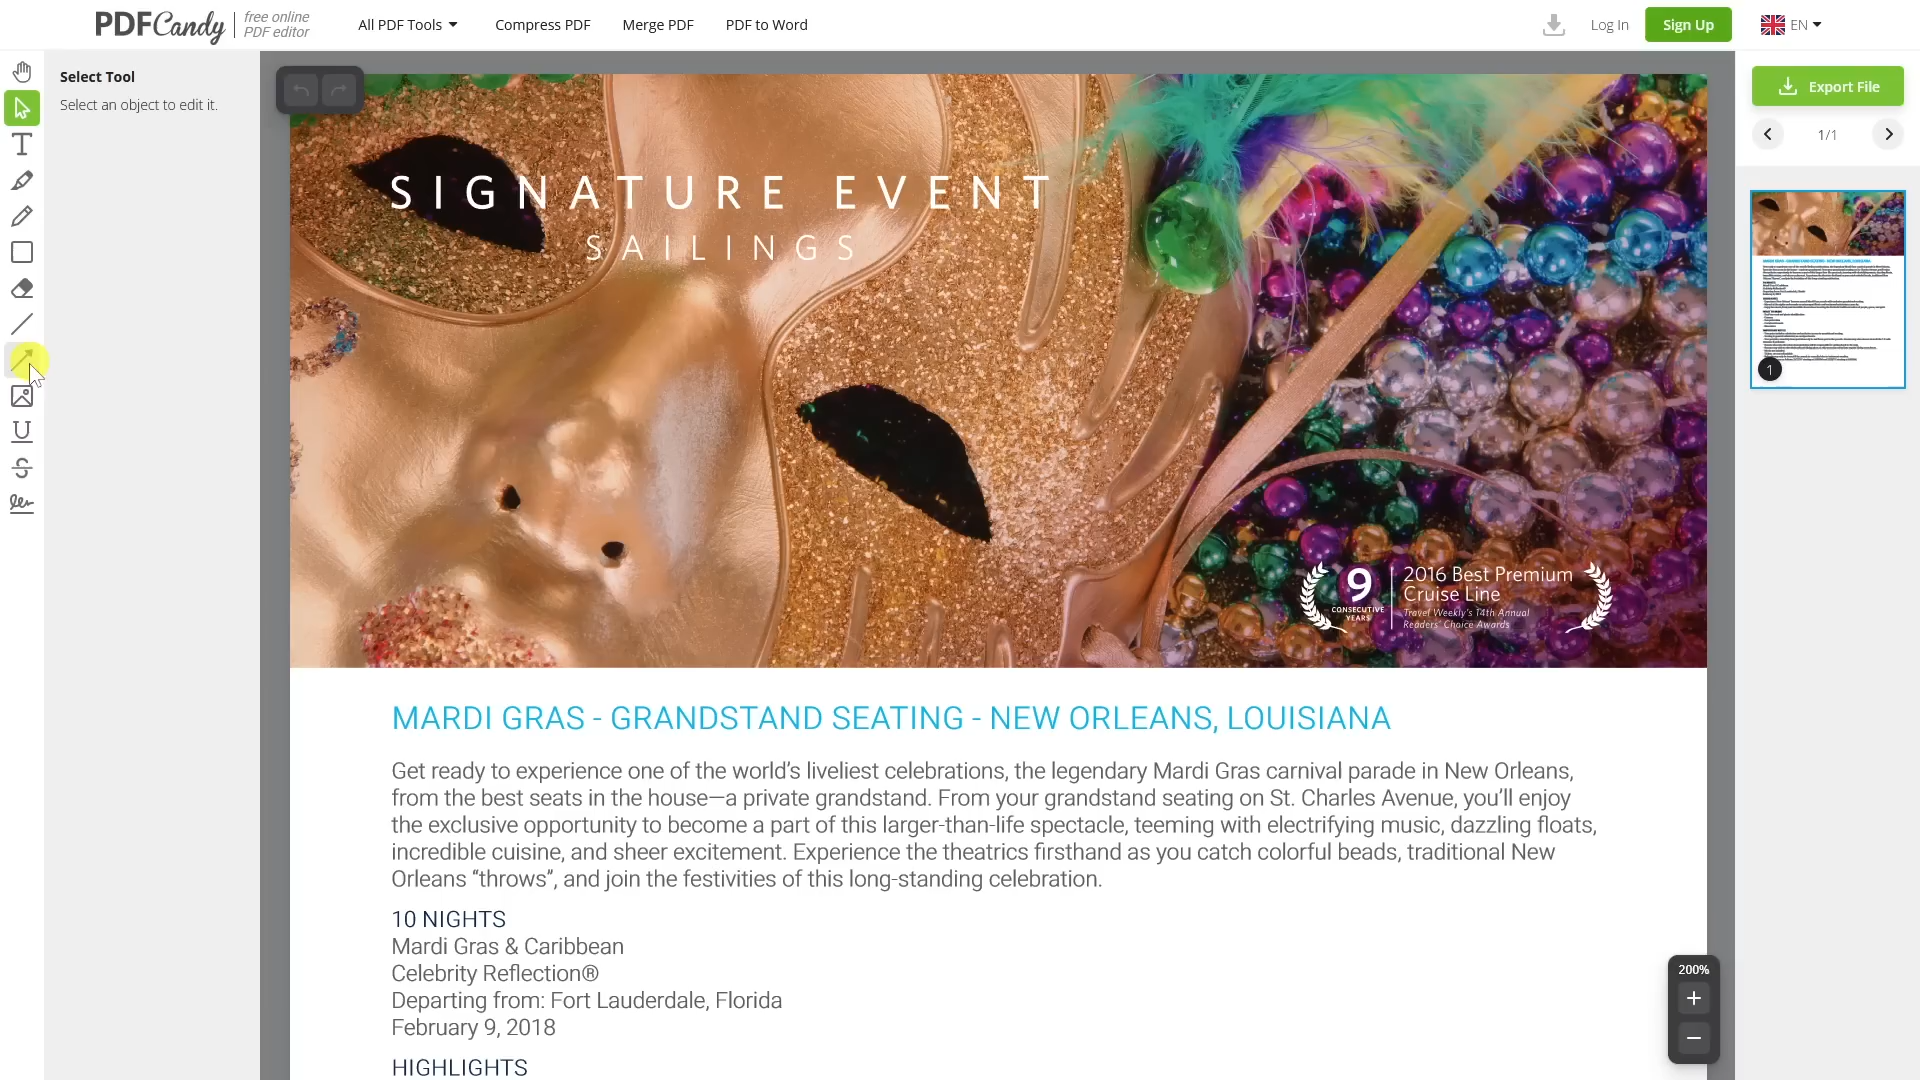 PDFCandy free online PDF editor
All PDF Tools
Compress PDF
Merge PDF
PDF to Word
Log In
Sign Up
EN
Select Tool
Select an object to edit it.
Export File
1/1
SIGNATURE EVENT
SAILINGS
9 CONSECUTIVE YEARS
2016 Best Premium
Cruise Line
Travel Weekly's 14th Annual
Readers' Choice Awards
1
MARDI GRAS - GRANDSTAND SEATING - NEW ORLEANS, LOUISIANA
Get ready to experience one of the world’s liveliest celebrations, the legendary Mardi Gras carnival parade in New Orleans,
from the best seats in the house—a private grandstand. From your grandstand seating on St. Charles Avenue, you’ll enjoy
the exclusive opportunity to become a part of this larger-than-life spectacle, teeming with electrifying music, dazzling floats,
incredible cuisine, and sheer excitement. Experience the theatrics firsthand as you catch colorful beads, traditional New
Orleans “throws”, and join the festivities of this long-standing celebration.
10 NIGHTS
Mardi Gras & Caribbean
Celebrity Reflection®
Departing from: Fort Lauderdale, Florida
February 9, 2018
HIGHLIGHTS
200%